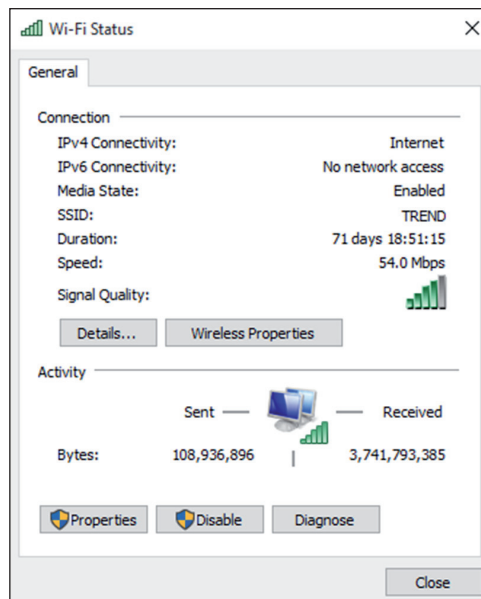 Wi-Fi Status
General
Connection
IPv4 Connectivity: Internet
IPv6 Connectivity: No network access
Media State: Enabled
SSID: TREND
Duration: 71 days 18:51:15
Speed: 54.0 Mbps
Signal Quality:
Details... Wireless Properties
Activity
Sent Received
Bytes: 108,936,896 3,741,793,385
Properties Disable Diagnose
Close